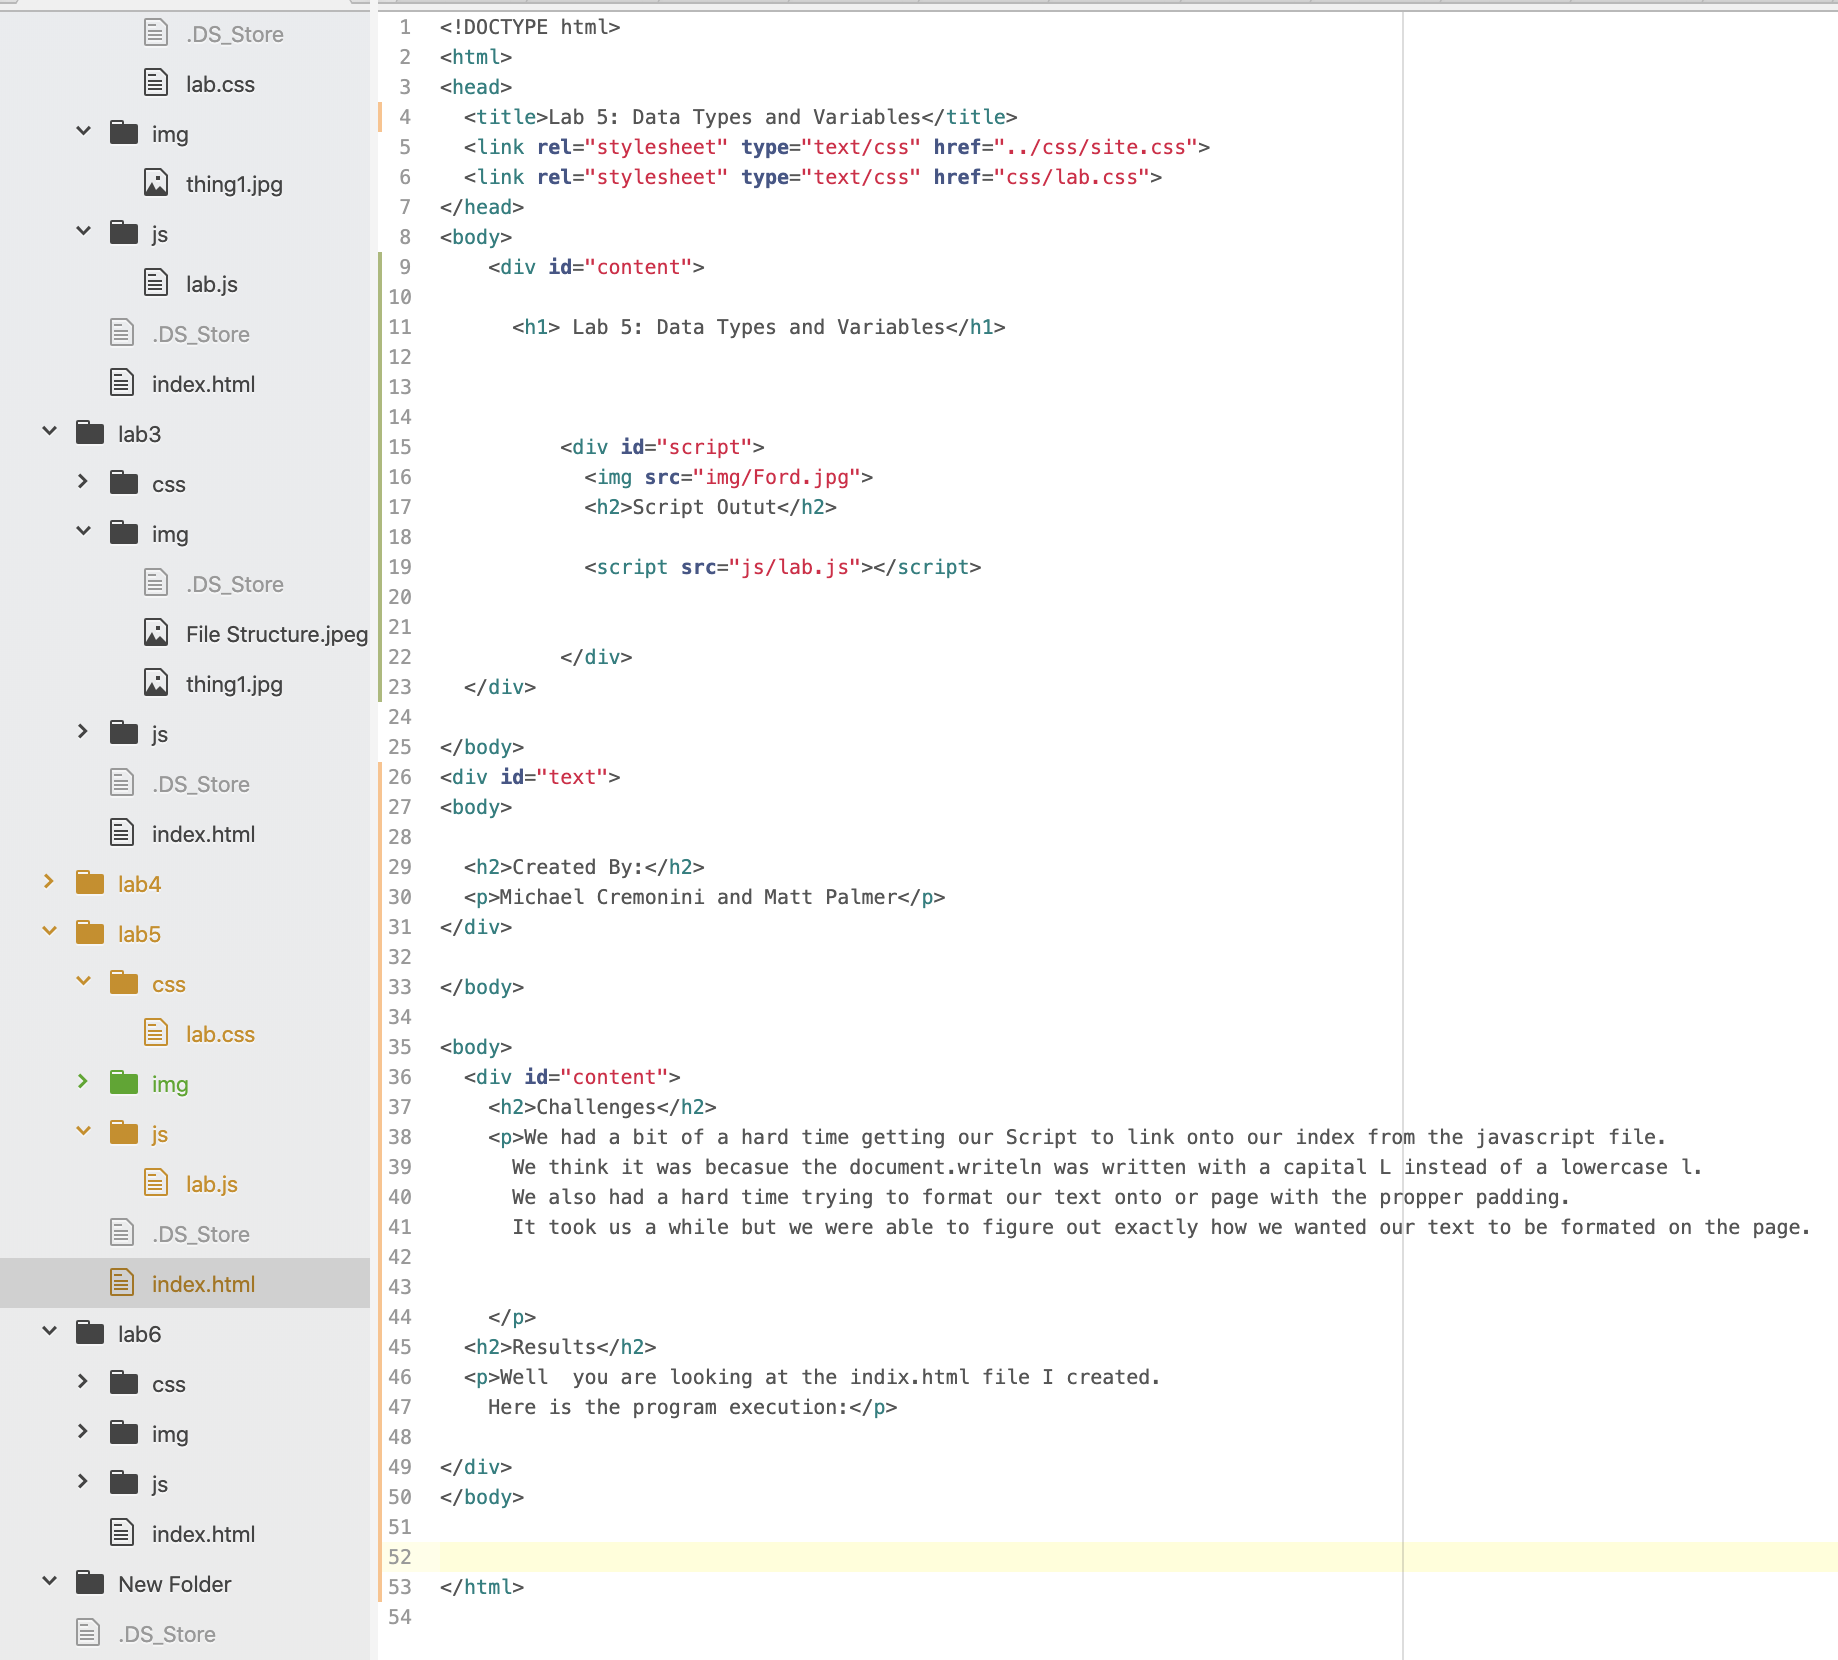 .DS_Store
lab.css
img
thing1.jpg
js
lab.js
.DS_Store
index.html
lab3
css
img
.DS_Store
File Structure.jpeg
thing1.jpg
js
.DS_Store
index.html
lab4
lab5
css
lab.css
img
js
lab.js
.DS_Store
index.html
lab6
css
img
js
index.html
New Folder
.DS_Store
1 <!DOCTYPE html>
2 <html>
3 <head>
4 <title>Lab 5: Data Types and Variables</title>
5 <link rel="stylesheet" type="text/css" href="../css/site.css">
6 <link rel="stylesheet" type="text/css" href="css/lab.css">
7 </head>
8 <body>
9 <div id="content">
10
11 <h1> Lab 5: Data Types and Variables</h1>
12
13
14
15 <div id="script">
16 <img src="img/Ford.jpg">
17 <h2>Script Outut</h2>
18
19 <script src="js/lab.js"></script>
20
21
22 </div>
23 </div>
24
25 </body>
26 <div id="text">
27 <body>
28
29 <h2>Created By:</h2>
30 <p>Michael Cremonini and Matt Palmer</p>
31 </div>
32
33 </body>
34
35 <body>
36 <div id="content">
37 <h2>Challenges</h2>
38 <p>We had a bit of a hard time getting our Script to link onto our index from the javascript file.
39 We think it was becasue the document.writeln was written with a capital L instead of a lowercase l.
40 We also had a hard time trying to format our text onto or page with the propper padding.
41 It took us a while but we were able to figure out exactly how we wanted our text to be formated on the page.
42
43
44 </p>
45 <h2>Results</h2>
46 <p>Well  you are looking at the indix.html file I created.
47 Here is the program execution:</p>
48
49 </div>
50 </body>
51
52
53 </html>
54